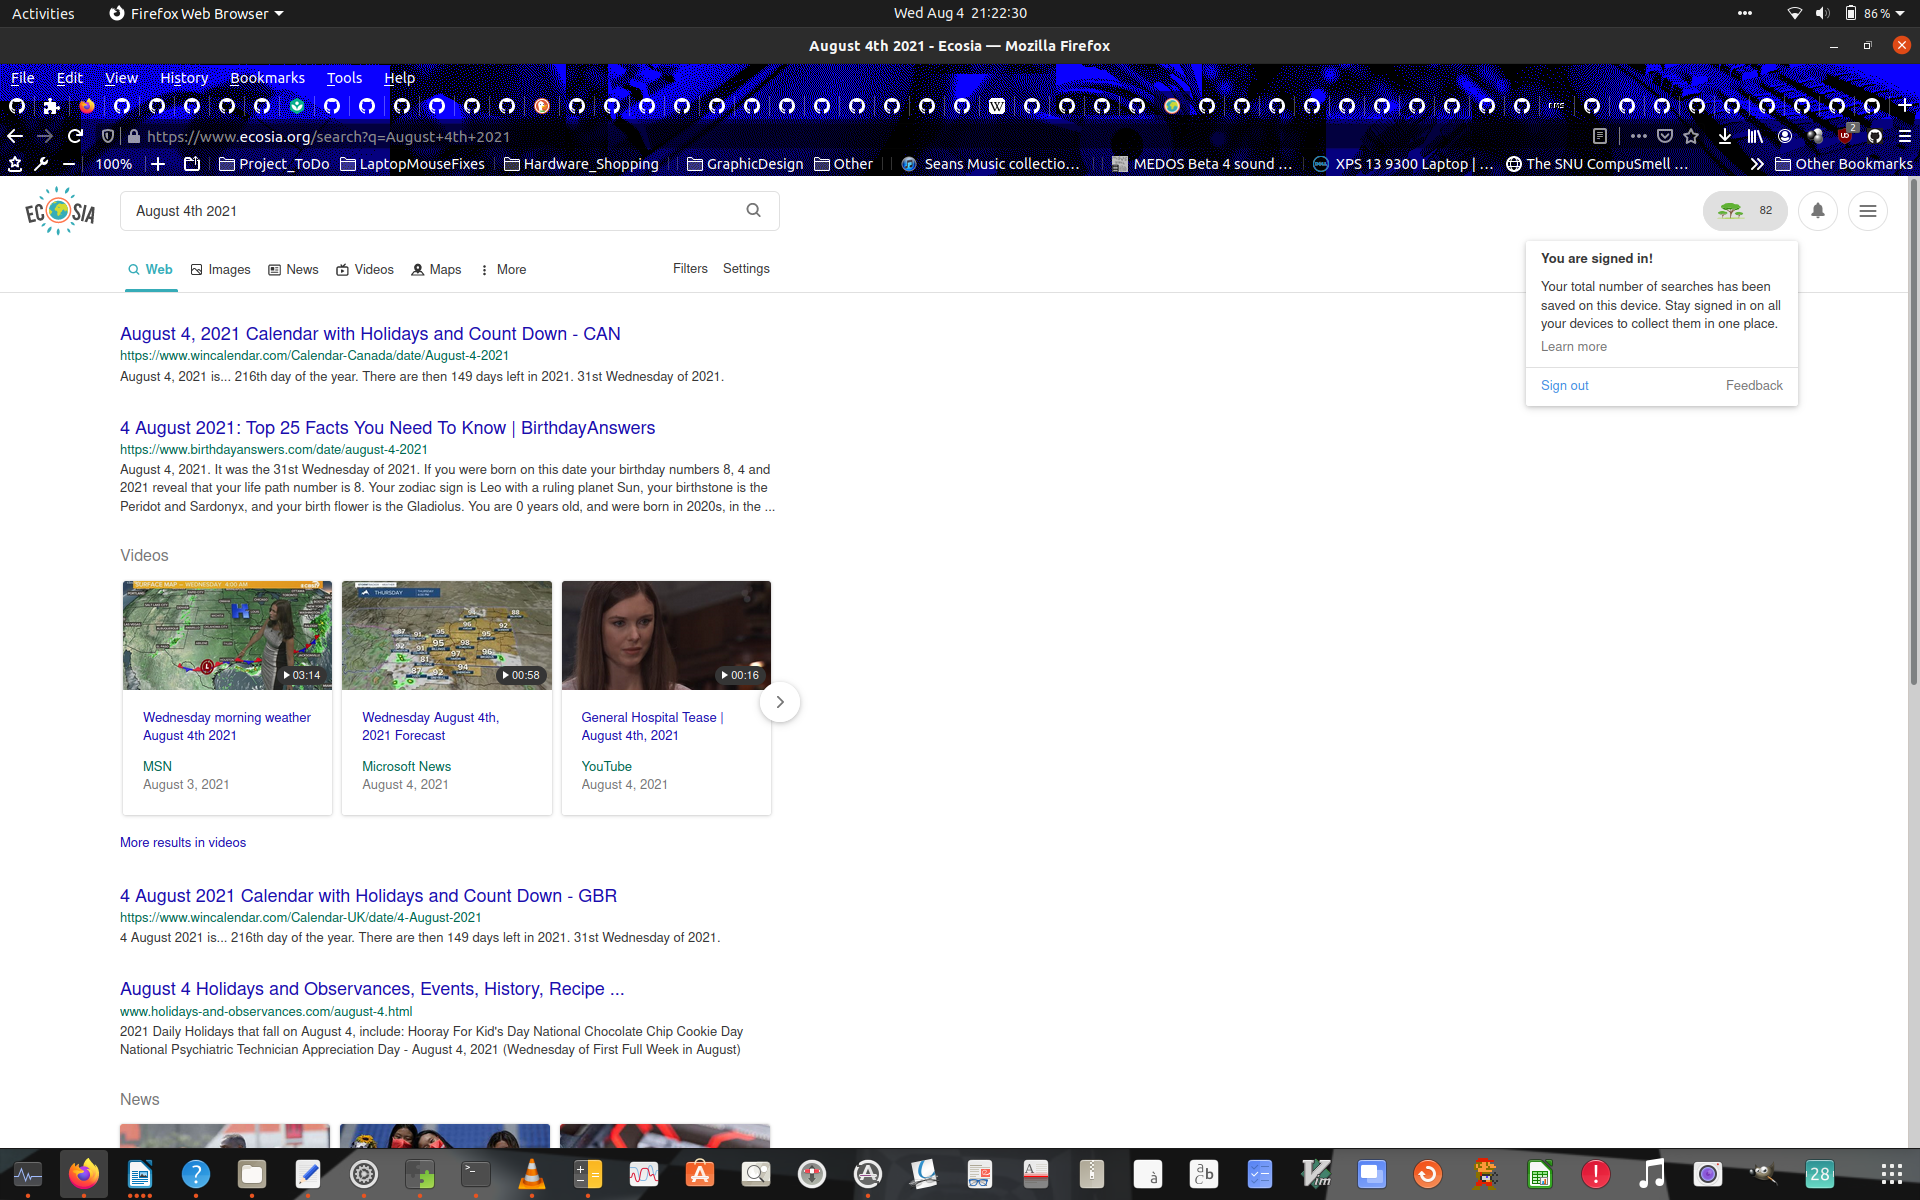 Activities
Firefox Web Browser
Wed Aug 4 21:22:30
86 %
August 4th 2021 - Ecosia — Mozilla Firefox
File Edit View History Bookmarks Tools Help
https://www.ecosia.org/search?q=August+4th+2021
2
100%
Project_ToDo
LaptopMouseFixes
Hardware_Shopping
GraphicDesign
Other
Seans Music collectio…
MEDOS Beta 4 sound …
XPS 13 9300 Laptop | …
The SNU CompuSmell …
Other Bookmarks
ECOSIA
August 4th 2021
82
Web
Images
News
Videos
Maps
More
Filters
Settings
You are signed in!
Your total number of searches has been
saved on this device. Stay signed in on all
your devices to collect them in one place.
Learn more
Sign out
Feedback
August 4, 2021 Calendar with Holidays and Count Down - CAN
https://www.wincalendar.com/Calendar-Canada/date/August-4-2021
August 4, 2021 is... 216th day of the year. There are then 149 days left in 2021. 31st Wednesday of 2021.
4 August 2021: Top 25 Facts You Need To Know | BirthdayAnswers
https://www.birthdayanswers.com/date/august-4-2021
August 4, 2021. It was the 31st Wednesday of 2021. If you were born on this date your birthday numbers 8, 4 and
2021 reveal that your life path number is 8. Your zodiac sign is Leo with a ruling planet Sun, your birthstone is the
Peridot and Sardonyx, and your birth flower is the Gladiolus. You are 0 years old, and were born in 2020s, in the ...
Videos
SURFACE MAP — WEDNESDAY 4:00 AM
03:14
THURSDAY
00:58
00:16
Wednesday morning weather
August 4th 2021
MSN
August 3, 2021
Wednesday August 4th,
2021 Forecast
Microsoft News
August 4, 2021
General Hospital Tease |
August 4th, 2021
YouTube
August 4, 2021
More results in videos
4 August 2021 Calendar with Holidays and Count Down - GBR
https://www.wincalendar.com/Calendar-UK/date/4-August-2021
4 August 2021 is... 216th day of the year. There are then 149 days left in 2021. 31st Wednesday of 2021.
August 4 Holidays and Observances, Events, History, Recipe ...
www.holidays-and-observances.com/august-4.html
2021 Daily Holidays that fall on August 4, include: Hooray For Kid's Day National Chocolate Chip Cookie Day
National Psychiatric Technician Appreciation Day - August 4, 2021 (Wednesday of First Full Week in August)
News
28